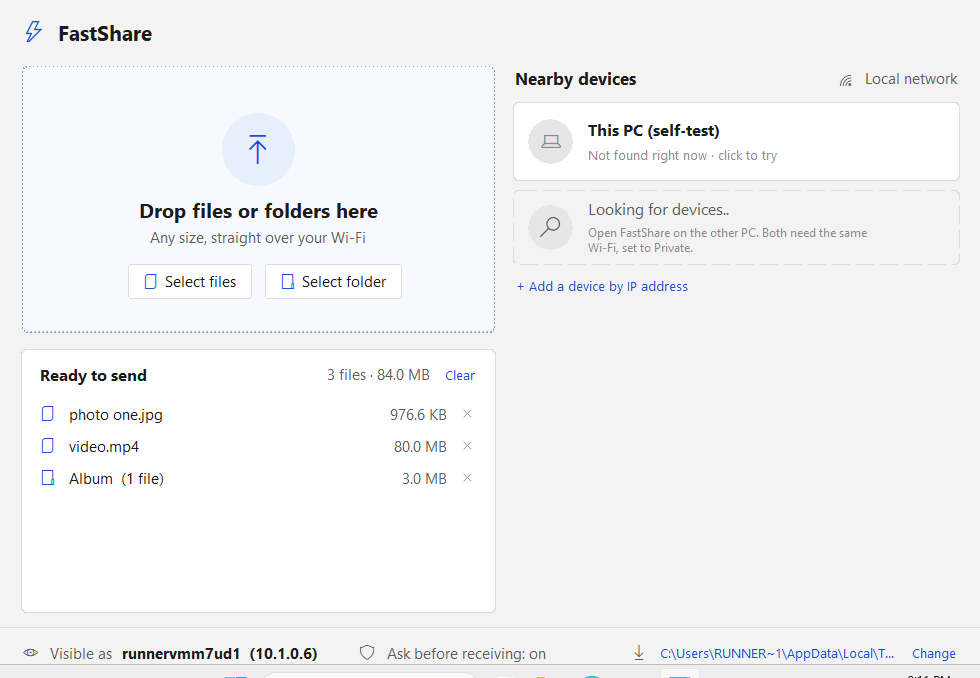 FastShare
Drop files or folders here
Any size, straight over your Wi-Fi
Select files
Select folder
Ready to send
3 files · 84.0 MB
Clear
photo one.jpg
976.6 KB
video.mp4
80.0 MB
Album (1 file)
3.0 MB
Nearby devices
Local network
This PC (self-test)
Not found right now · click to try
Looking for devices..
Open FastShare on the other PC. Both need the same
Wi-Fi, set to Private.
+ Add a device by IP address
Visible as runnervmm7ud1 (10.1.0.6)
Ask before receiving: on
C:\Users\RUNNER~1\AppData\Local\T...
Change